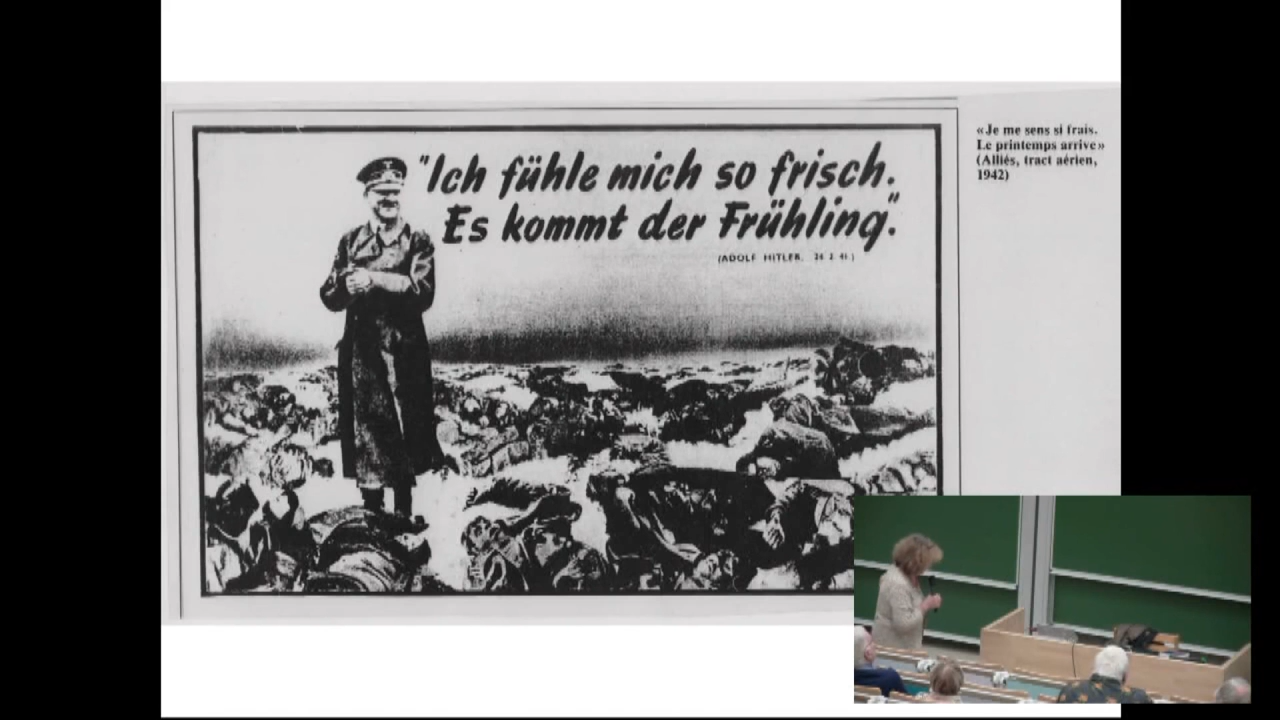 "Ich fühle mich so frisch.
Es kommt der Frühling".
(ADOLF HITLER. 24 2 41.)
«Je me sens si frais.
Le printemps arrive»
(Alliés, tract aérien,
1942)